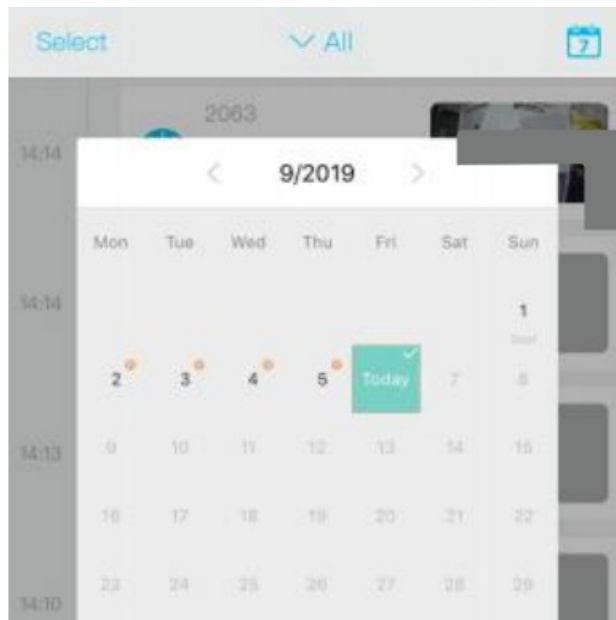 Select All 7
2063
14:14
9/2019
Mon Tue Wed Thu Fri Sat Sun
14:14
1
Sept
2 3 4 5 Today 7 8
14:13
9 10 11 12 13 14 15
16 17 18 19 20 21 22
23 24 25 26 27 28 29
14:10